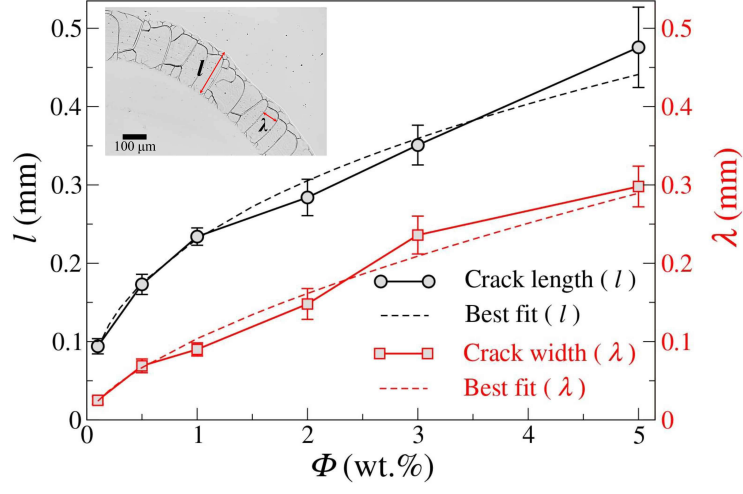 0.5
0.4
0.3
0.2
0.1
0
l (mm)
l
λ
100 μm
0.5
0.4
0.3
0.2
0.1
0
λ (mm)
Crack length ( l )
Best fit ( l )
Crack width ( λ )
Best fit ( λ )
0 1 2 3 4 5
Φ (wt.%)